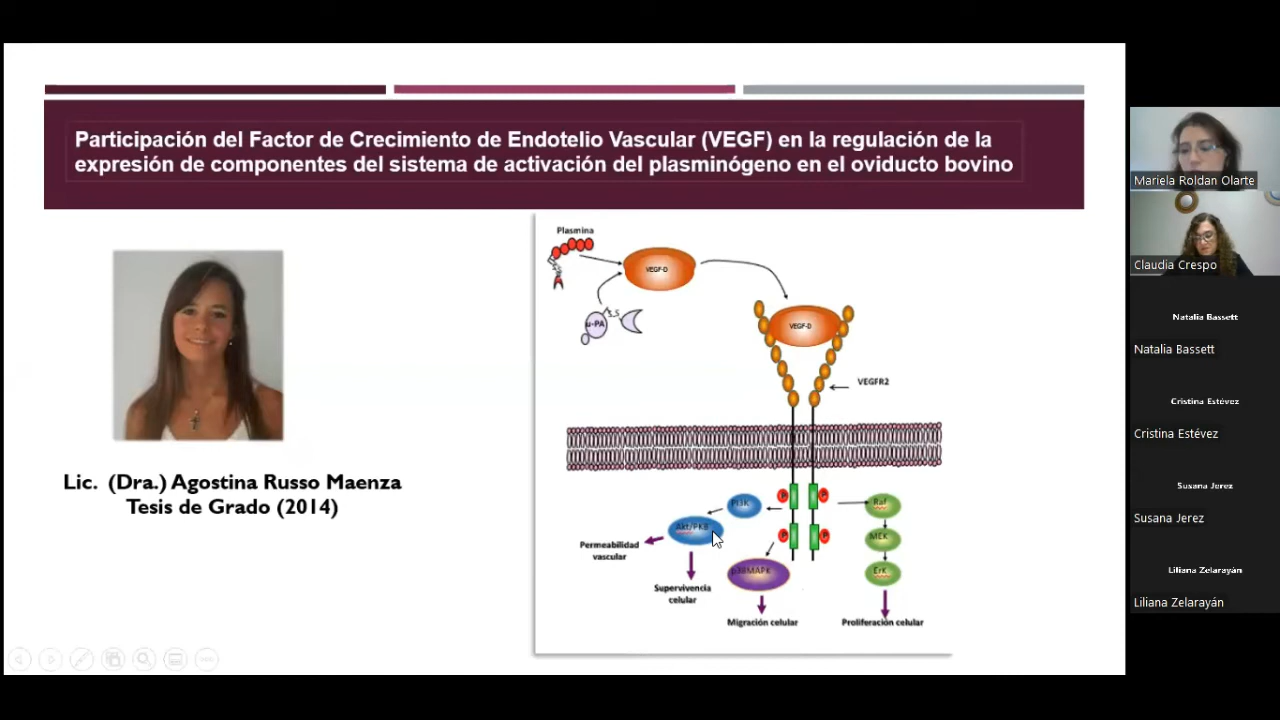 Participación del Factor de Crecimiento de Endotelio Vascular (VEGF) en la regulación de la
expresión de componentes del sistema de activación del plasminógeno en el oviducto bovino
Lic. (Dra.) Agostina Russo Maenza
Tesis de Grado (2014)
Plasmina
VEGF-D
u-PA
VEGF-D
VEGFR2
P
P
PI3K
Raf
Akt/PKB
P
P
MEK
Permeabilidad
vascular
p38MAPK
Erk
Supervivencia
celular
Migración celular
Proliferación celular
Mariela Roldan Olarte
Claudia Crespo
Natalia Bassett
Natalia Bassett
Cristina Estévez
Cristina Estévez
Susana Jerez
Susana Jerez
Liliana Zelarayán
Liliana Zelarayán